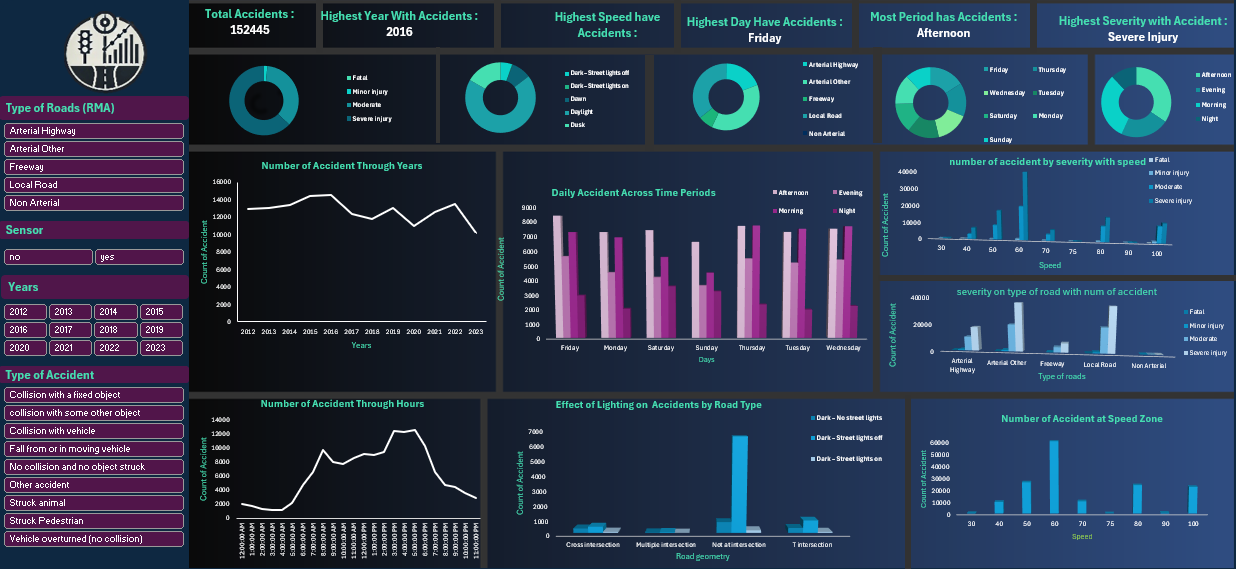 Type of Roads (RMA)
Arterial Highway
Arterial Other
Freeway
Local Road
Non Arterial
Sensor
no
yes
Years
2012
2013
2014
2015
2016
2017
2018
2019
2020
2021
2022
2023
Type of Accident
Collision with a fixed object
collision with some other object
Collision with vehicle
Fall from or in moving vehicle
No collision and no object struck
Other accident
Struck animal
Struck Pedestrian
Vehicle overturned (no collision)
Total Accidents :
152445
Highest Year With Accidents :
2016
Highest Speed have
Accidents :
Highest Day Have Accidents :
Friday
Most Period has Accidents :
Afternoon
Highest Severity with Accident :
Severe Injury
Fatal
Minor injury
Moderate
Severe injury
Dark - Street lights off
Dark - Street lights on
Dawn
Daylight
Dusk
Arterial Highway
Arterial Other
Freeway
Local Road
Non Arterial
Friday
Thursday
Wednesday
Tuesday
Saturday
Monday
Sunday
Afternoon
Evening
Morning
Night
Number of Accident Through Years
Count of Accident
16000
14000
12000
10000
8000
6000
4000
2000
0
2012 2013 2014 2015 2016 2017 2018 2019 2020 2021 2022 2023
Years
Daily Accident Across Time Periods
Afternoon
Evening
Morning
Night
Count of Accident
9000
8000
7000
6000
5000
4000
3000
2000
1000
0
Friday Monday Saturday Sunday Thursday Tuesday Wednesday
Days
number of accident by severity with speed
Fatal
Minor injury
Moderate
Severe injury
Count of Accident
40000
30000
20000
10000
0
30 40 50 60 70 75 80 90 100
Speed
severity on type of road with num of accident
Fatal
Minor injury
Moderate
Severe injury
Count of Accident
40000
20000
0
Arterial
Highway
Arterial Other
Freeway
Local Road
Non Arterial
Type of roads
Number of Accident Through Hours
Count of Accident
14000
12000
10000
8000
6000
4000
2000
0
12:00:00 AM
1:00:00 AM
2:00:00 AM
3:00:00 AM
4:00:00 AM
5:00:00 AM
6:00:00 AM
7:00:00 AM
8:00:00 AM
9:00:00 AM
10:00:00 AM
11:00:00 AM
12:00:00 PM
1:00:00 PM
2:00:00 PM
3:00:00 PM
4:00:00 PM
5:00:00 PM
6:00:00 PM
7:00:00 PM
8:00:00 PM
9:00:00 PM
10:00:00 PM
11:00:00 PM
Effect of Lighting on Accidents by Road Type
Dark - No street lights
Dark - Street lights off
Dark - Street lights on
Count of Accident
7000
6000
5000
4000
3000
2000
1000
0
Cross intersection
Multiple intersection
Not at intersection
T intersection
Road geometry
Number of Accident at Speed Zone
Count of Accident
60000
50000
40000
30000
20000
10000
0
30 40 50 60 70 75 80 90 100
Speed